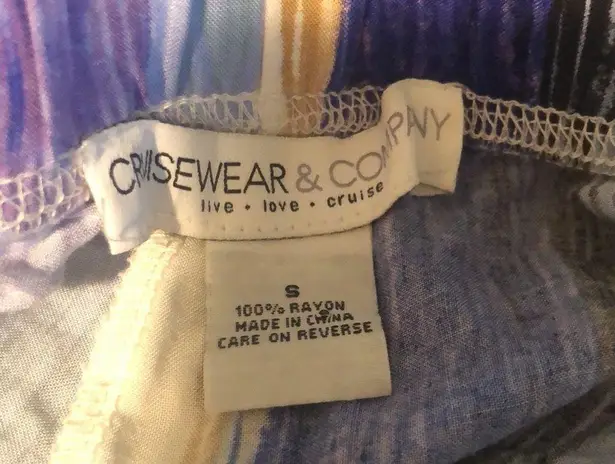 CRUISEWEAR & COMPANY
live • love • cruise
S
100% RAYON
MADE IN CHINA
CARE ON REVERSE